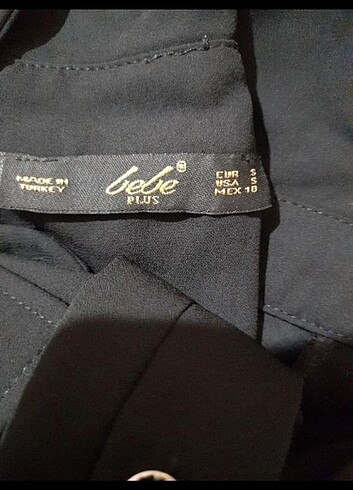 MADE IN
TURKEY
bebe®
PLUS
EUR S
USA S
MEX 18